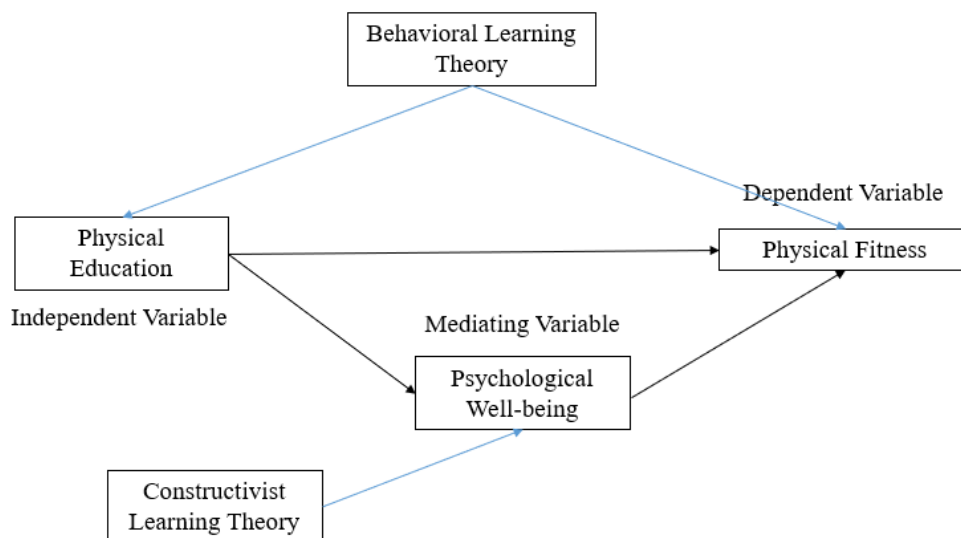 Behavioral Learning
Theory
Dependent Variable
Physical
Education
Physical Fitness
Independent Variable
Mediating Variable
Psychological
Well-being
Constructivist
Learning Theory